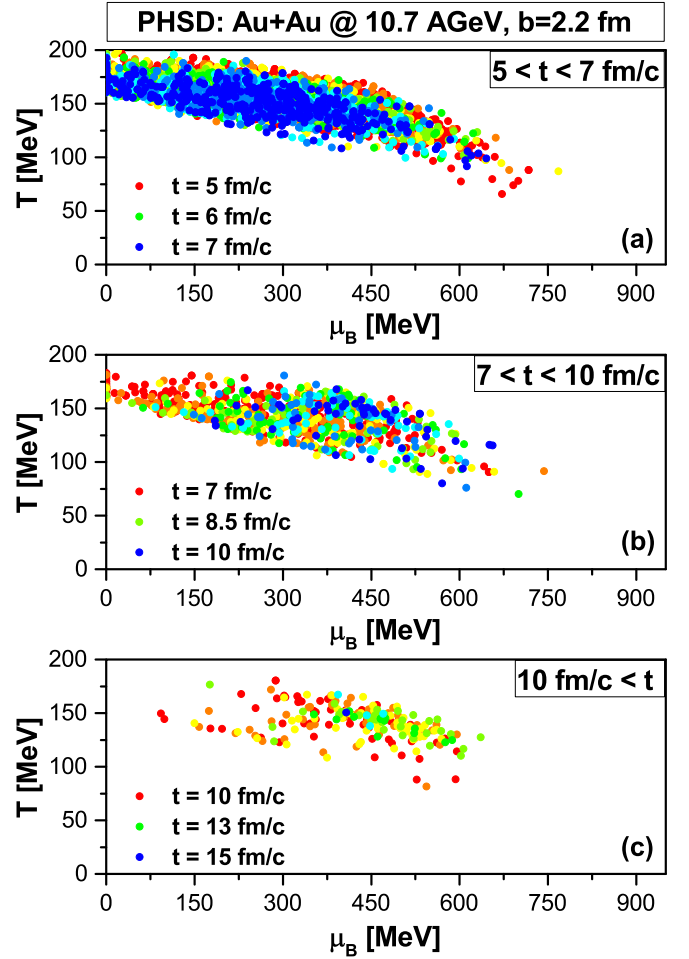 PHSD: Au+Au @ 10.7 AGeV, b=2.2 fm
5 < t < 7 fm/c
200
150
100
50
0
T [MeV]
t = 5 fm/c
t = 6 fm/c
t = 7 fm/c
(a)
0 150 300 450 600 750 900
μB [MeV]
7 < t < 10 fm/c
200
150
100
50
0
T [MeV]
t = 7 fm/c
t = 8.5 fm/c
t = 10 fm/c
(b)
0 150 300 450 600 750 900
μB [MeV]
10 fm/c < t
200
150
100
50
0
T [MeV]
t = 10 fm/c
t = 13 fm/c
t = 15 fm/c
(c)
0 150 300 450 600 750 900
μB [MeV]